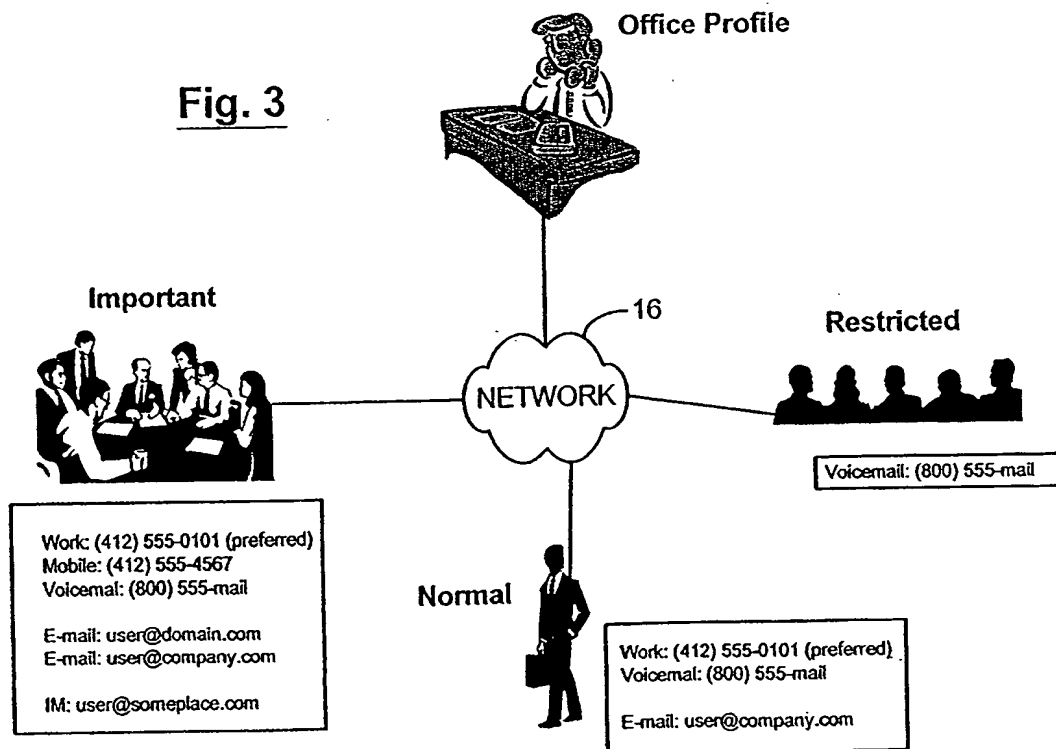 Office Profile
Fig. 3
Important
16
Restricted
NETWORK
Voicemail: (800) 555-mail
Work: (412) 555-0101 (preferred)
Mobile: (412) 555-4567
Voicemal: (800) 555-mail
E-mail: user@domain.com
E-mail: user@company.com
IM: user@someplace.com
Normal
Work: (412) 555-0101 (preferred)
Voicemal: (800) 555-mail
E-mail: user@company.com